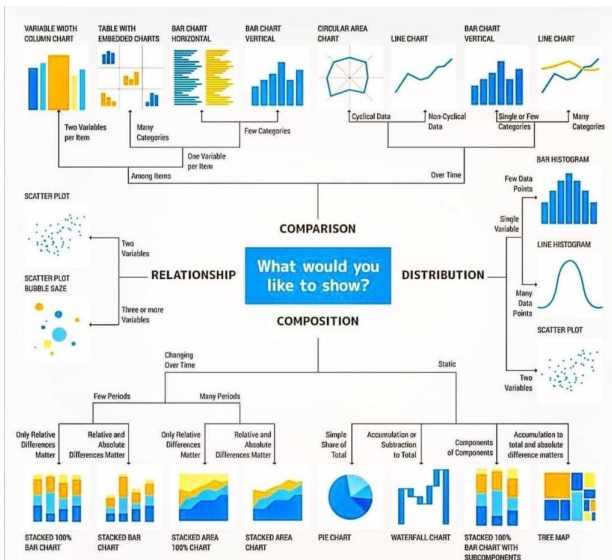 VARIABLE WIDTH
COLUMN CHART
TABLE WITH
EMBEDDED CHARTS
BAR CHART
HORIZONTAL
BAR CHART
VERTICAL
CIRCULAR AREA
CHART
LINE CHART
BAR CHART
VERTICAL
LINE CHART
Two Variables
per Item
Many
Categories
Few Categories
Cyclical Data
Non-Cyclical
Data
Single or Few
Categories
Many
Categories
One Variable
per Item
Among Items
Over Time
COMPARISON
SCATTER PLOT
Two
Variables
SCATTER PLOT
BUBBLE SAZE
Three or more
Variables
RELATIONSHIP
What would you
like to show?
DISTRIBUTION
Single
Variable
Few Data
Points
BAR HISTOGRAM
Many
Data
Points
LINE HISTOGRAM
Two
Variables
SCATTER PLOT
COMPOSITION
Changing
Over Time
Static
Few Periods
Many Periods
Only Relative
Differences
Matter
Relative and
Absolute
Differences Matter
Only Relative
Differences
Matter
Relative and
Absolute
Differences Matter
Simple
Share of
Total
Accumulation or
Subtraction
to Total
Components
of Components
Accumulation to
total and absolute
difference matters
STACKED 100%
BAR CHART
STACKED BAR
CHART
STACKED AREA
100% CHART
STACKED AREA
CHART
PIE CHART
WATERFALL CHART
STACKED 100%
BAR CHART WITH
SUBCOMPONENTS
TREE MAP